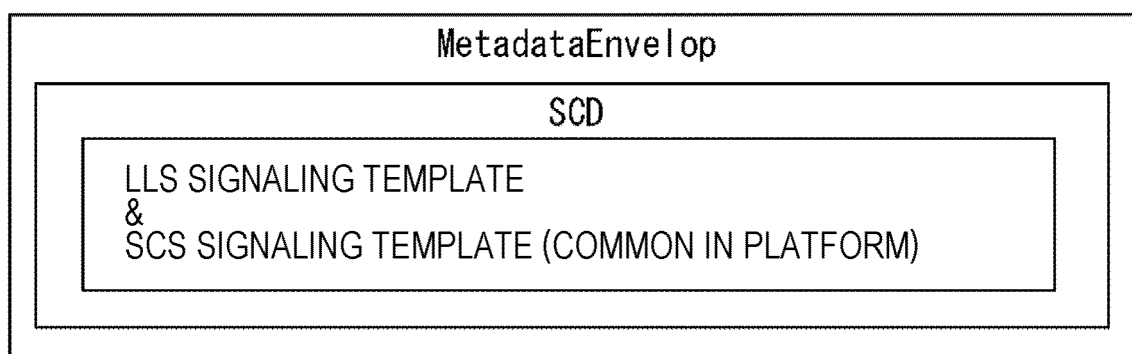 MetadataEnvelop
SCD
LLS SIGNALING TEMPLATE
&
SCS SIGNALING TEMPLATE (COMMON IN PLATFORM)